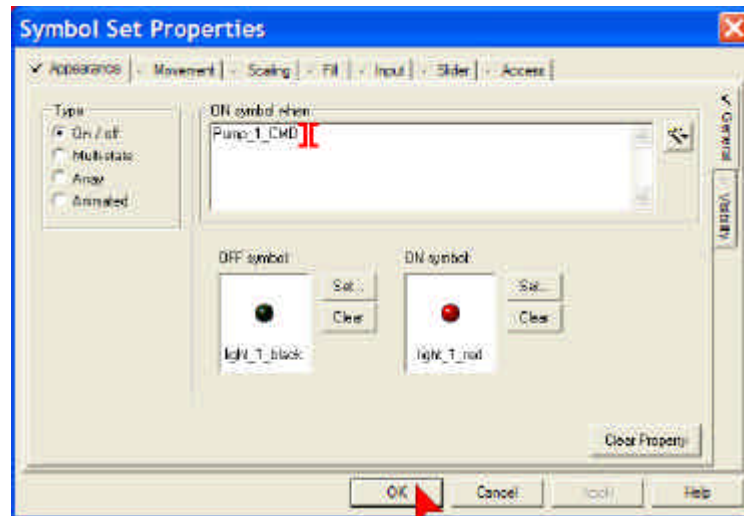 Symbol Set Properties
Appearance Movement Scaling Fill Input Slider Access
Type
On / off
Multi-state
Array
Animated
ON symbol when
Pump_1_CMD
General
Visibility
OFF symbol:
ON symbol:
Set...
Clear
Set...
Clear
light_1_black
light_1_red
Clear Property
OK Cancel Apply Help